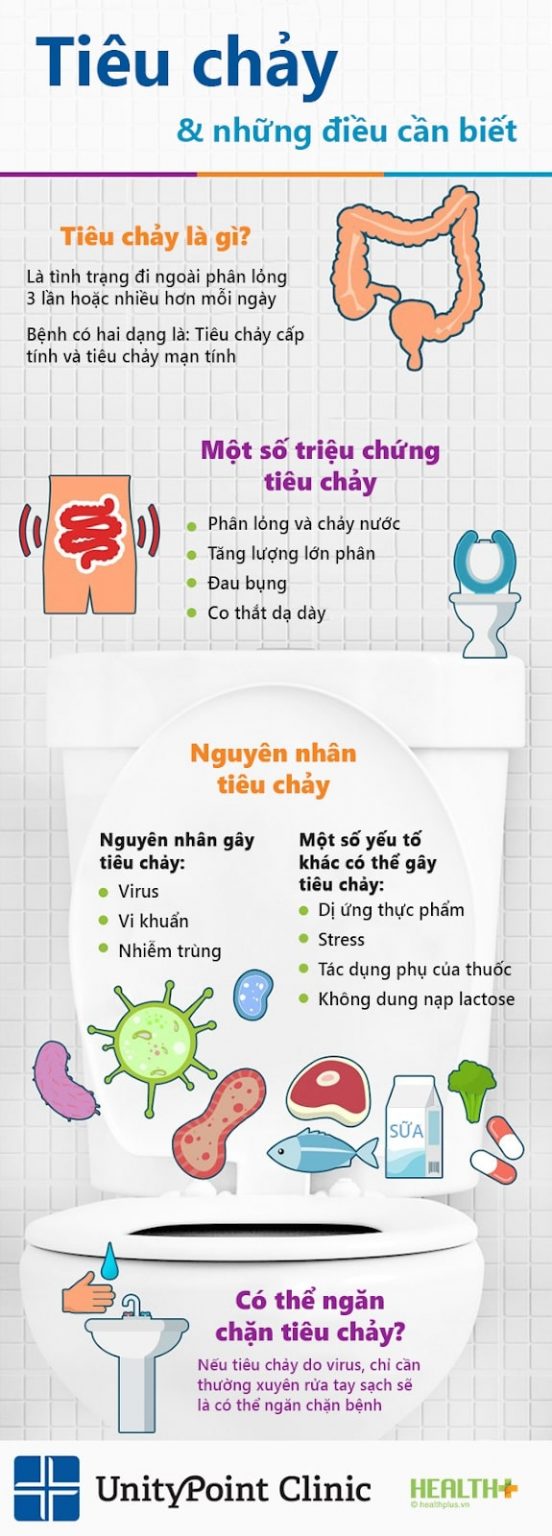 Tiêu chảy
& những điều cần biết
Tiêu chảy là gì?
Là tình trạng đi ngoài phân lỏng
3 lần hoặc nhiều hơn mỗi ngày
Bệnh có hai dạng là: Tiêu chảy cấp
tính và tiêu chảy mạn tính
Một số triệu chứng
tiêu chảy
Phân lỏng và chảy nước
Tăng lượng lớn phân
Đau bụng
Co thắt dạ dày
Nguyên nhân
tiêu chảy
Nguyên nhân gây
tiêu chảy:
Virus
Vi khuẩn
Nhiễm trùng
Một số yếu tố
khác có thể gây
tiêu chảy:
Dị ứng thực phẩm
Stress
Tác dụng phụ của thuốc
Không dung nạp lactose
SỮA
Có thể ngăn
chặn tiêu chảy?
Nếu tiêu chảy do virus, chỉ cần
thường xuyên rửa tay sạch sẽ
là có thể ngăn chặn bệnh
UnityPoint Clinic
HEALTH+
© healthplus.vn